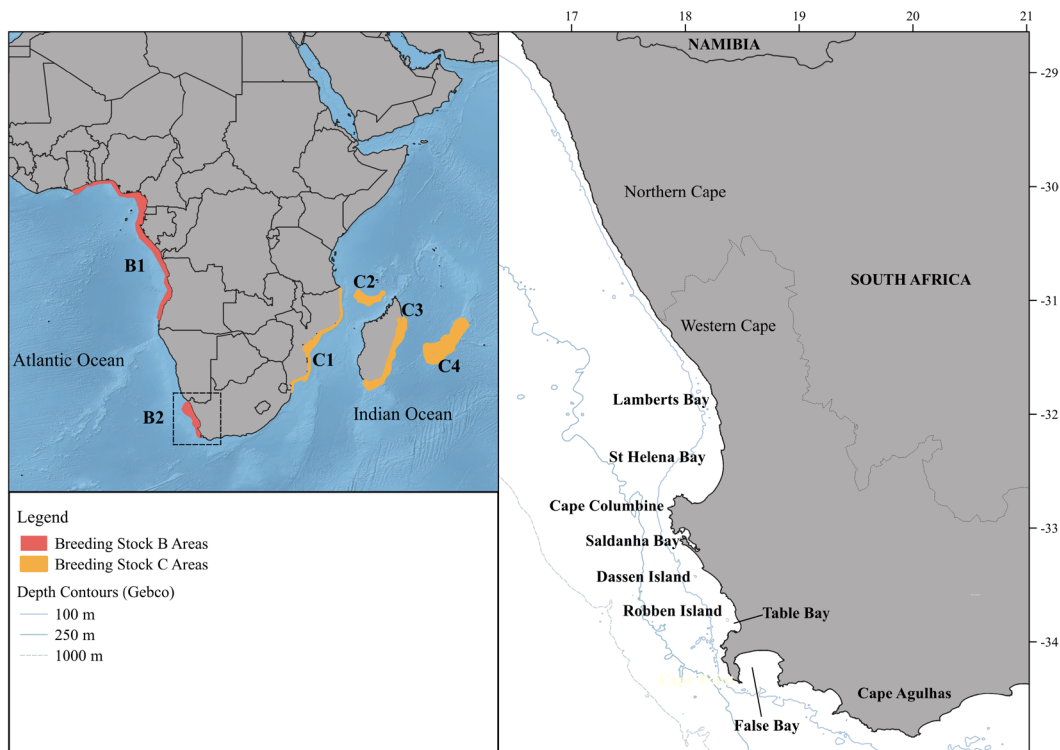 17 18 19 20 21
NAMIBIA
-29
Northern Cape
-30
SOUTH AFRICA
-31
Western Cape
Lamberts Bay
-32
St Helena Bay
Cape Columbine
-33
Saldanha Bay
Dassen Island
Robben Island
Table Bay
-34
Cape Agulhas
False Bay
B1
C2
C3
C1
C4
Atlantic Ocean
Indian Ocean
B2
Legend
Breeding Stock B Areas
Breeding Stock C Areas
Depth Contours (Gebco)
100 m
250 m
1000 m